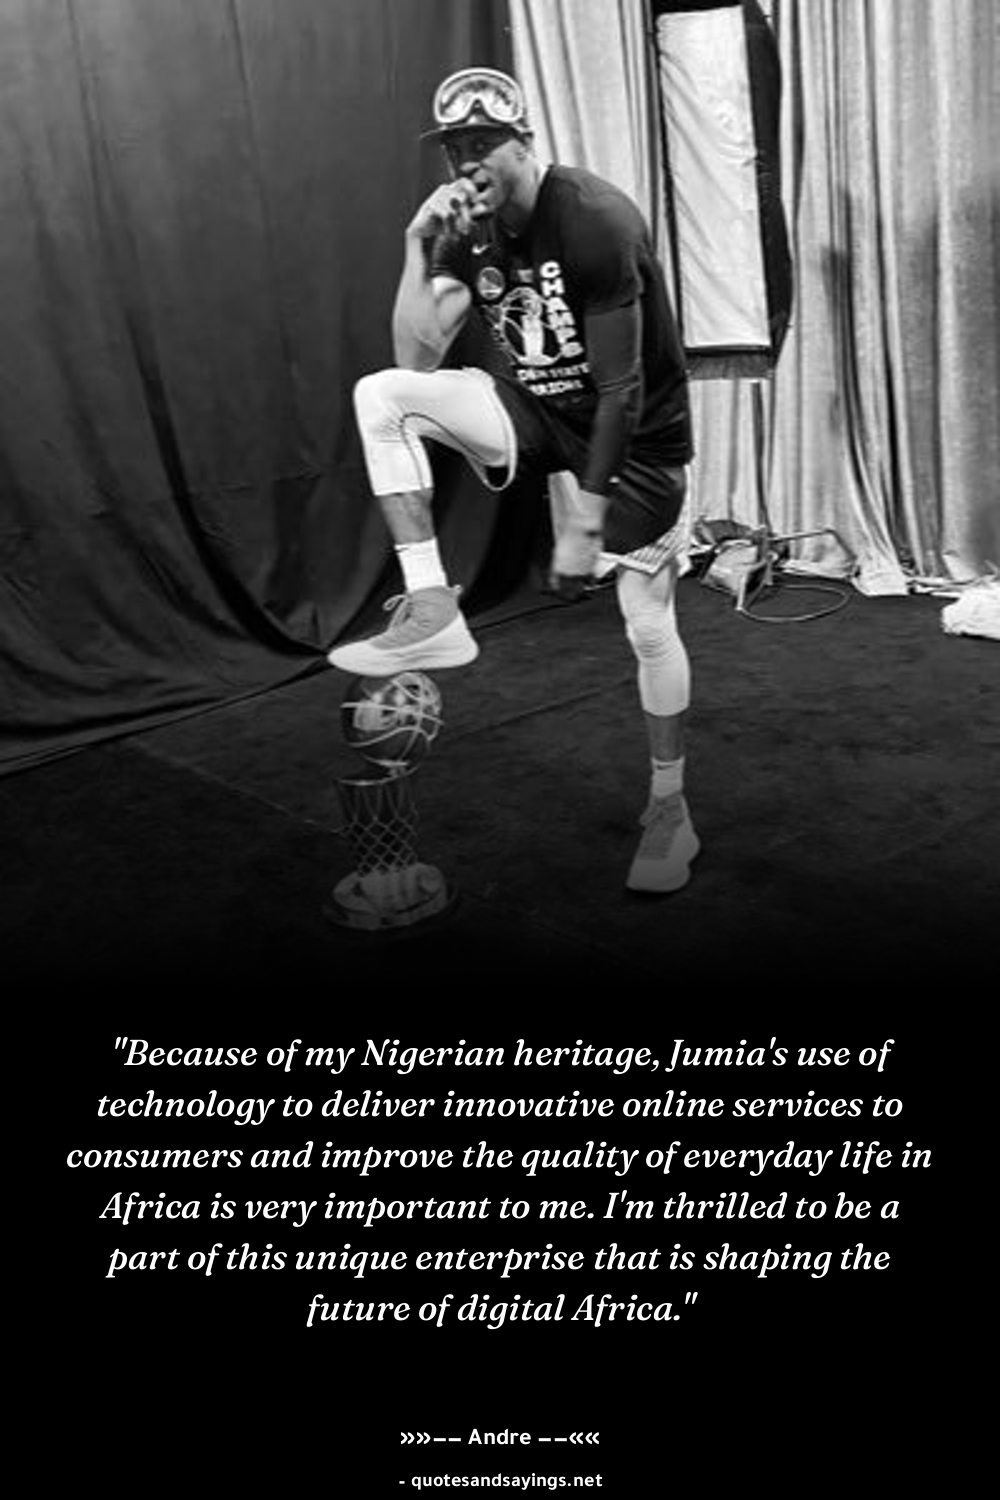 CHAMPS
"Because of my Nigerian heritage, Jumia's use of
technology to deliver innovative online services to
consumers and improve the quality of everyday life in
Africa is very important to me. I'm thrilled to be a
part of this unique enterprise that is shaping the
future of digital Africa."
»»−− Andre −−««
- quotesandsayings.net